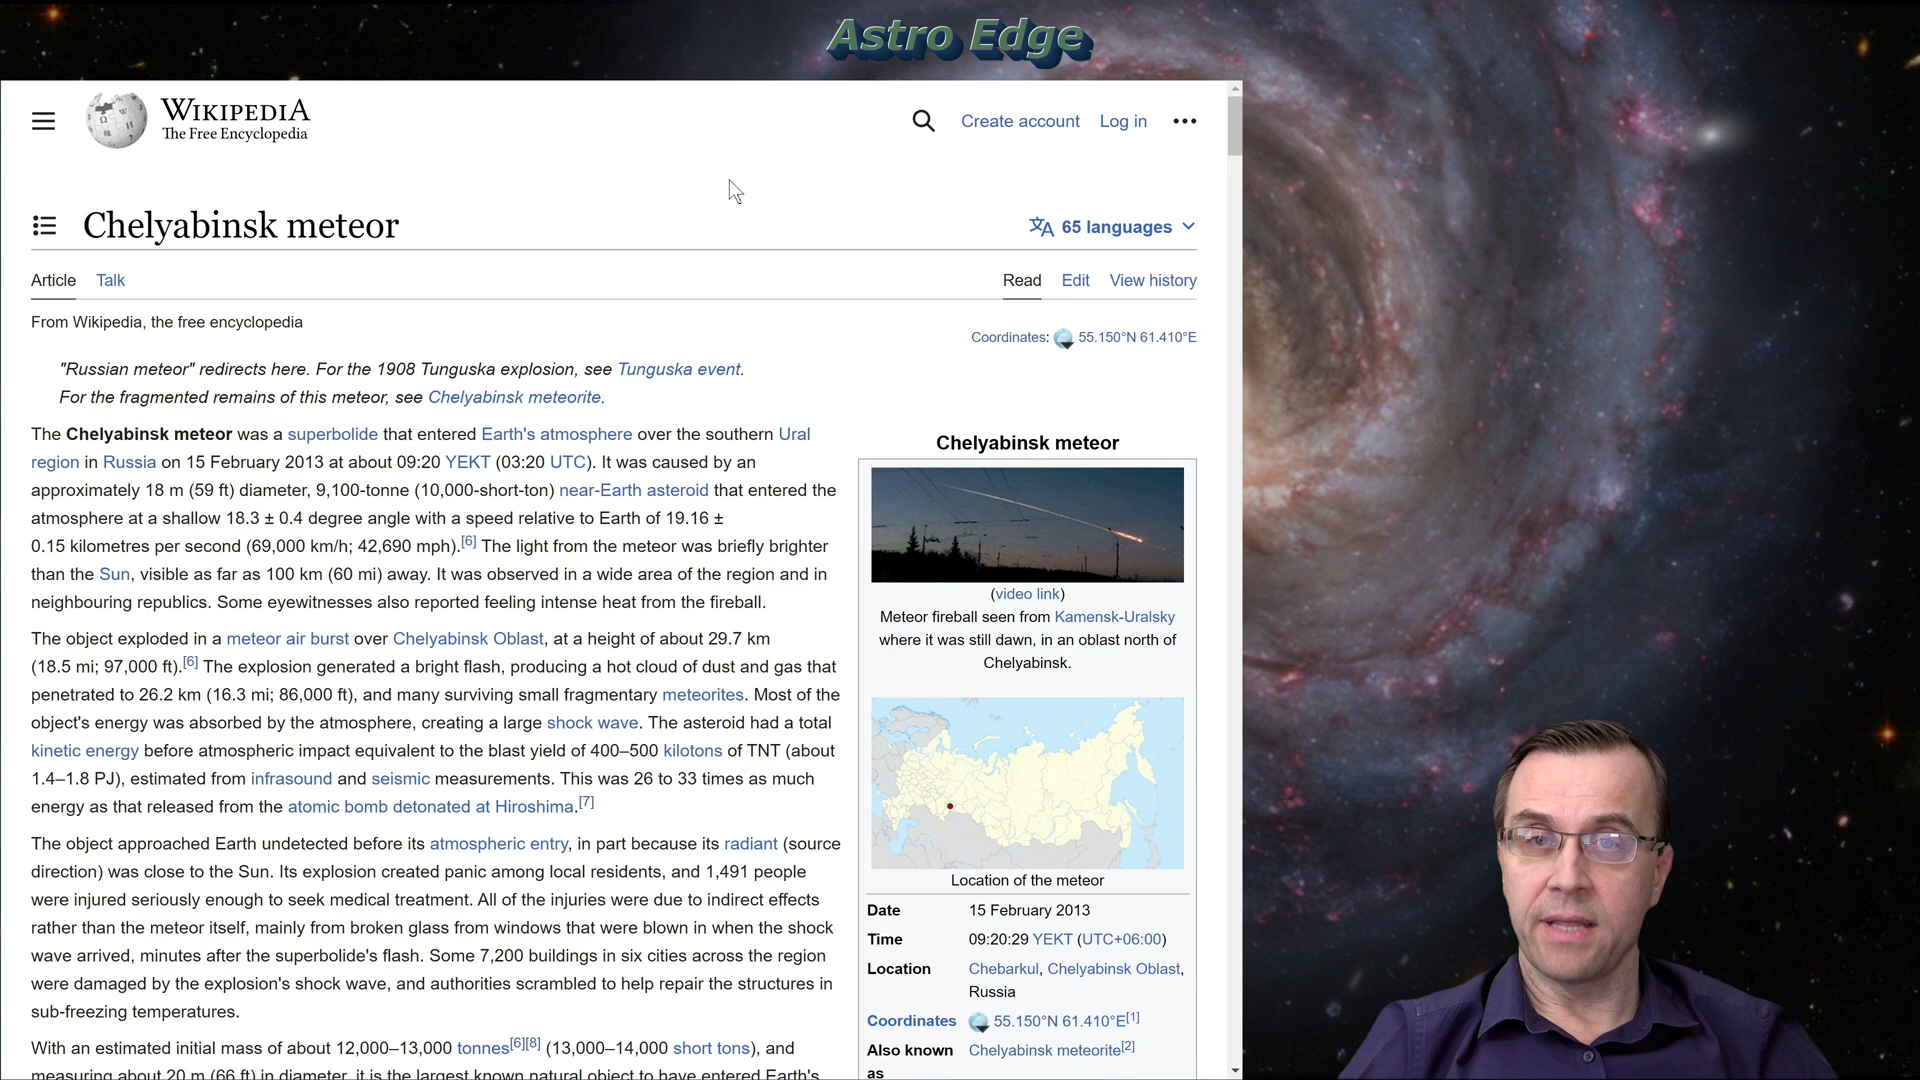 Astro Edge
WIKIPEDIA
The Free Encyclopedia
Create account
Log in
Chelyabinsk meteor
65 languages
Article
Talk
Read
Edit
View history
From Wikipedia, the free encyclopedia
Coordinates: 55.150°N 61.410°E
"Russian meteor" redirects here. For the 1908 Tunguska explosion, see Tunguska event.
For the fragmented remains of this meteor, see Chelyabinsk meteorite.
The Chelyabinsk meteor was a superbolide that entered Earth's atmosphere over the southern Ural
region in Russia on 15 February 2013 at about 09:20 YEKT (03:20 UTC). It was caused by an
approximately 18 m (59 ft) diameter, 9,100-tonne (10,000-short-ton) near-Earth asteroid that entered the
atmosphere at a shallow 18.3 ± 0.4 degree angle with a speed relative to Earth of 19.16 ±
0.15 kilometres per second (69,000 km/h; 42,690 mph).[6] The light from the meteor was briefly brighter
than the Sun, visible as far as 100 km (60 mi) away. It was observed in a wide area of the region and in
neighbouring republics. Some eyewitnesses also reported feeling intense heat from the fireball.
The object exploded in a meteor air burst over Chelyabinsk Oblast, at a height of about 29.7 km
(18.5 mi; 97,000 ft).[6] The explosion generated a bright flash, producing a hot cloud of dust and gas that
penetrated to 26.2 km (16.3 mi; 86,000 ft), and many surviving small fragmentary meteorites. Most of the
object's energy was absorbed by the atmosphere, creating a large shock wave. The asteroid had a total
kinetic energy before atmospheric impact equivalent to the blast yield of 400–500 kilotons of TNT (about
1.4–1.8 PJ), estimated from infrasound and seismic measurements. This was 26 to 33 times as much
energy as that released from the atomic bomb detonated at Hiroshima.[7]
The object approached Earth undetected before its atmospheric entry, in part because its radiant (source
direction) was close to the Sun. Its explosion created panic among local residents, and 1,491 people
were injured seriously enough to seek medical treatment. All of the injuries were due to indirect effects
rather than the meteor itself, mainly from broken glass from windows that were blown in when the shock
wave arrived, minutes after the superbolide's flash. Some 7,200 buildings in six cities across the region
were damaged by the explosion's shock wave, and authorities scrambled to help repair the structures in
sub-freezing temperatures.
With an estimated initial mass of about 12,000–13,000 tonnes[6][8] (13,000–14,000 short tons), and
measuring about 20 m (66 ft) in diameter, it is the largest known natural object to have entered Earth's
Chelyabinsk meteor
(video link)
Meteor fireball seen from Kamensk-Uralsky
where it was still dawn, in an oblast north of
Chelyabinsk.
Location of the meteor
Date 15 February 2013
Time 09:20:29 YEKT (UTC+06:00)
Location Chebarkul, Chelyabinsk Oblast,
Russia
Coordinates 55.150°N 61.410°E[1]
Also known Chelyabinsk meteorite[2]
as